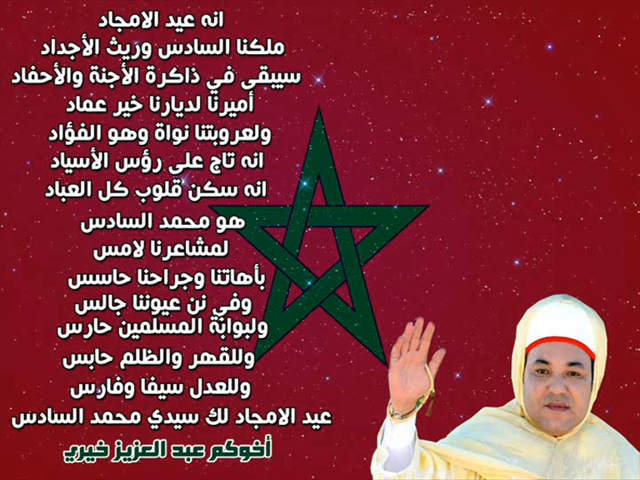 انه عيد الامجاد
ملكنا السادس وريث الأجداد
سيبقى في ذاكرة الأجنة والأحفاد
أميرنا لديارنا خير عماد
ولعروبتنا نواة وهو الفؤاد
انه تاج على رؤس الأسياد
انه سكن قلوب كل العباد
هو محمد السادس
لمشاعرنا لامس
بأهاتنا وجراحنا حاسس
وفي نن عيوننا جالس
ولبوابة المسلمين حارس
وللقهر والظلم حابس
وللعدل سيفا وفارس
عيد الامجاد لك سيدي محمد السادس
أخوكم عبد العزيز خيري